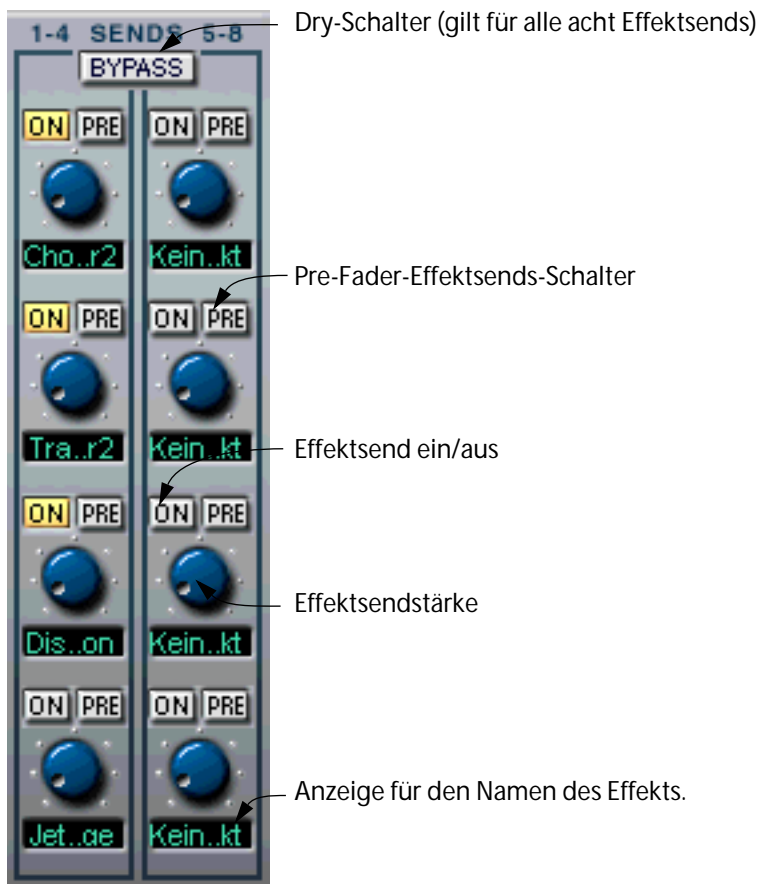 1-4 SENDS 5-8
Dry-Schalter (gilt für alle acht Effektsends)
BYPASS
ON PRE ON PRE
Cho..r2 Kein..kt
Pre-Fader-Effektsends-Schalter
ON PRE ON PRE
Tra..r2 Kein..kt
Effektsend ein/aus
ON PRE ON PRE
Effektsendstärke
Dis..on Kein..kt
ON PRE ON PRE
Anzeige für den Namen des Effekts.
Jet..ge Kein..kt